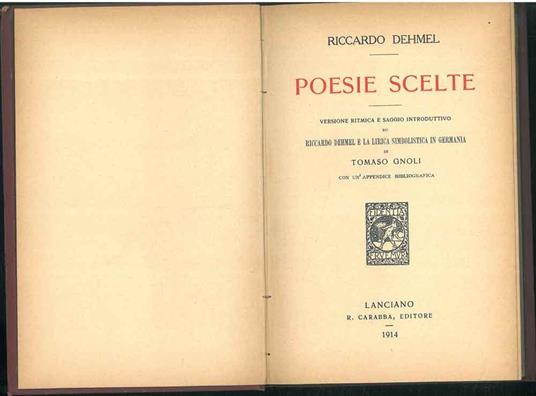 RICCARDO DEHMEL
POESIE SCELTE
VERSIONE RITMICA E SAGGIO INTRODUTTIVO
SU
RICCARDO DEHMEL E LA LIRICA SIMBOLISTICA IN GERMANIA
DI
TOMASO GNOLI
CON UN' APPENDICE BIBLIOGRAFICA
FIDENTIA
LANCIANO
R. CARABBA, EDITORE
1914